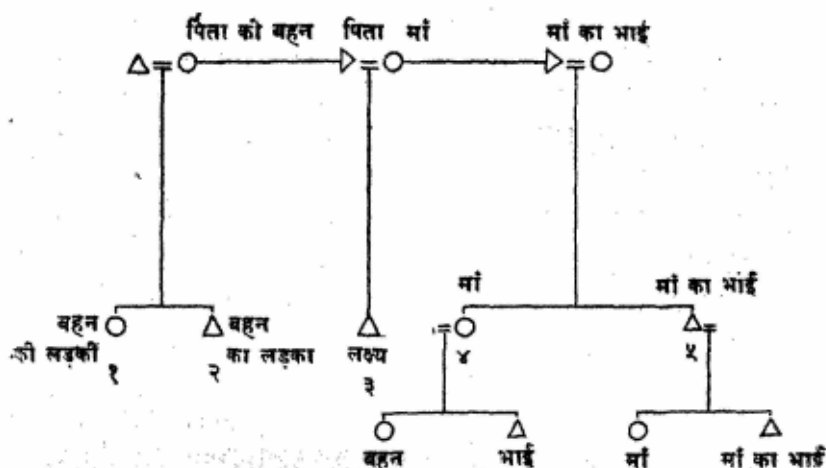 पिता की बहन पिता माँ माँ का भाई
माँ माँ का भाई
बहन बहन लक्ष्य ४ ५
की लड़की का लड़का
१ २ ३
बहन भाई माँ माँ का भाई